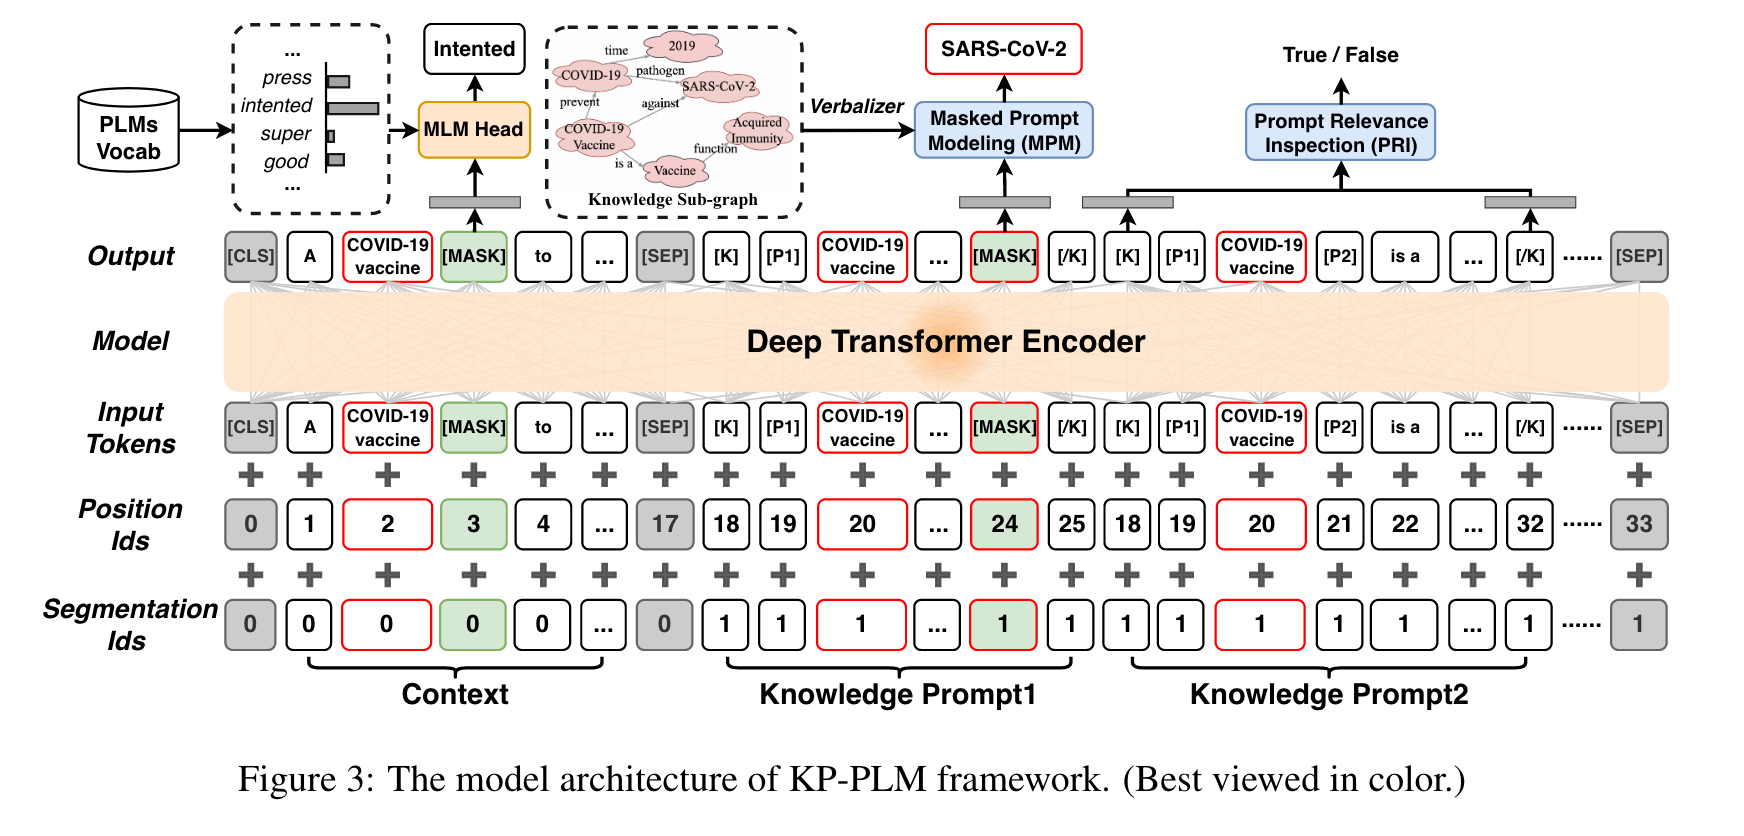 PLMs
Vocab
...
press
intented
super
good
...
Intented
MLM Head
time
2019
COVID-19
pathogen
SARS-CoV-2
prevent
against
COVID-19
Vaccine
Acquired
Immunity
function
is a
Vaccine
Knowledge Sub-graph
Verbalizer
SARS-CoV-2
Masked Prompt
Modeling (MPM)
True / False
Prompt Relevance
Inspection (PRI)
Output
[CLS] A COVID-19 vaccine [MASK] to ... [SEP] [K] [P1] COVID-19 vaccine ... [MASK] [/K] [K] [P1] COVID-19 vaccine [P2] is a ... [/K] ...... [SEP]
Model
Deep Transformer Encoder
Input
Tokens
[CLS] A COVID-19 vaccine [MASK] to ... [SEP] [K] [P1] COVID-19 vaccine ... [MASK] [/K] [K] [P1] COVID-19 vaccine [P2] is a ... [/K] ...... [SEP]
Position
Ids
0 1 2 3 4 ... 17 18 19 20 ... 24 25 18 19 20 21 22 ... 32 ...... 33
Segmentation
Ids
0 0 0 0 0 ... 0 1 1 1 ... 1 1 1 1 1 1 1 ... 1 ...... 1
Context
Knowledge Prompt1
Knowledge Prompt2
Figure 3: The model architecture of KP-PLM framework. (Best viewed in color.)